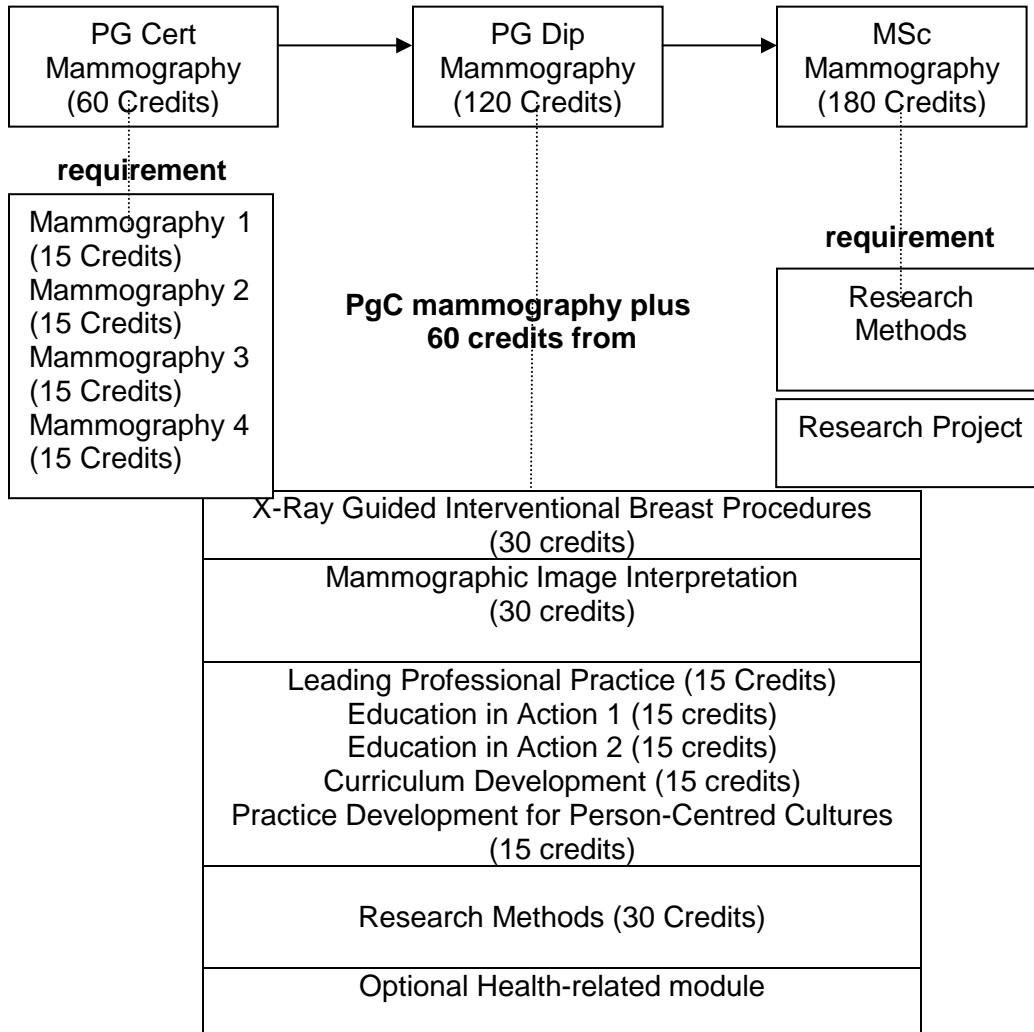 PG Cert
Mammography
(60 Credits)
PG Dip
Mammography
(120 Credits)
MSc
Mammography
(180 Credits)
requirement
Mammography 1
(15 Credits)
Mammography 2
(15 Credits)
Mammography 3
(15 Credits)
Mammography 4
(15 Credits)
PgC mammography plus
60 credits from
requirement
Research
Methods
Research Project
X-Ray Guided Interventional Breast Procedures
(30 credits)
Mammographic Image Interpretation
(30 credits)
Leading Professional Practice (15 Credits)
Education in Action 1 (15 credits)
Education in Action 2 (15 credits)
Curriculum Development (15 credits)
Practice Development for Person-Centred Cultures
(15 credits)
Research Methods (30 Credits)
Optional Health-related module